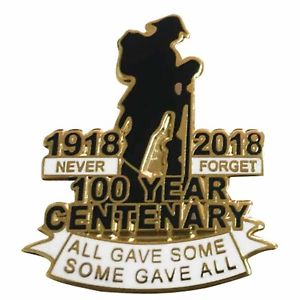 1918 2018
NEVER FORGET
100 YEAR
CENTENARY
ALL GAVE SOME
SOME GAVE ALL